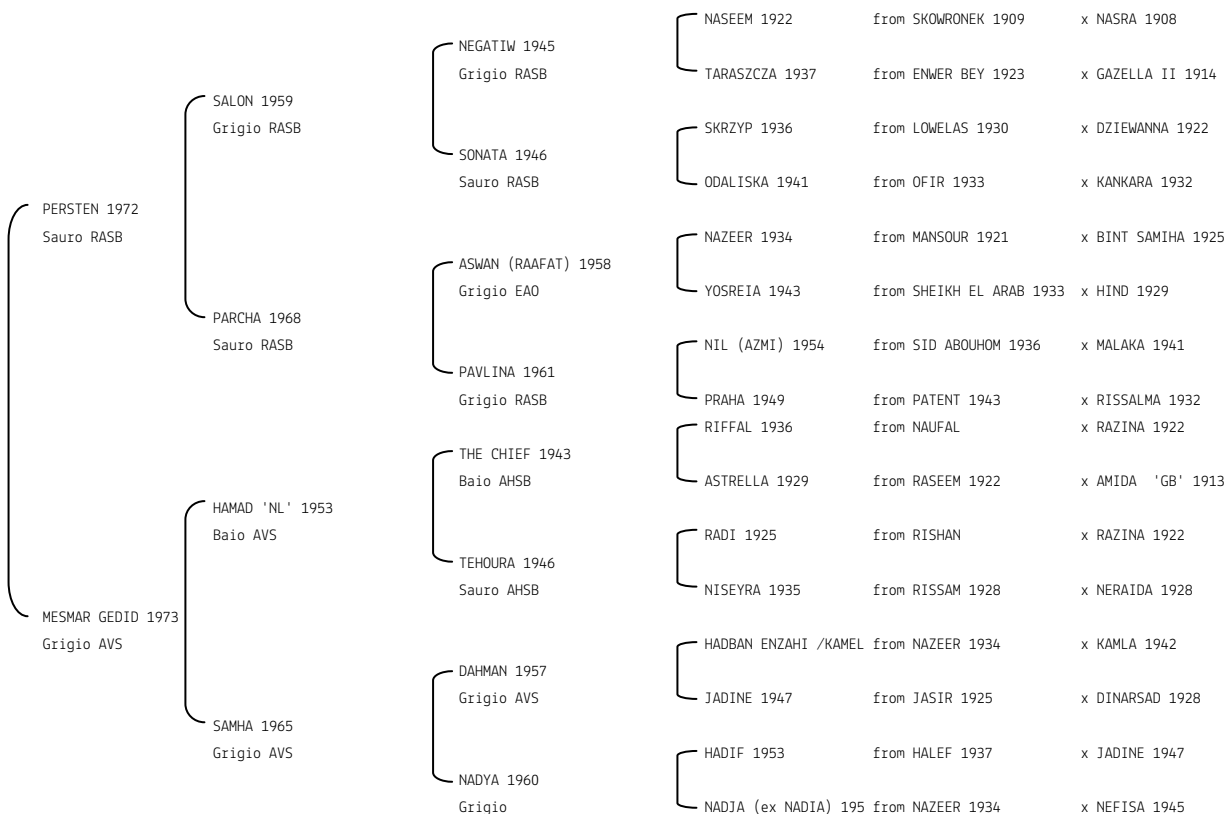 NASEEM 1922 from SKOWRONEK 1909 x NASRA 1908
NEGATIW 1945
Grigio RASB
TARASZCZA 1937 from ENWER BEY 1923 x GAZELLA II 1914
SALON 1959
Grigio RASB
SKRZYP 1936 from LOWELAS 1930 x DZIEWANNA 1922
SONATA 1946
Sauro RASB
ODALISKA 1941 from OFIR 1933 x KANKARA 1932
PERSTEN 1972
Sauro RASB
NAZEER 1934 from MANSOUR 1921 x BINT SAMIHA 1925
ASWAN (RAAFAT) 1958
Grigio EAO
YOSREIA 1943 from SHEIKH EL ARAB 1933 x HIND 1929
PARCHA 1968
Sauro RASB
NIL (AZMI) 1954 from SID ABOUHOM 1936 x MALAKA 1941
PAVLINA 1961
Grigio RASB
PRAHA 1949 from PATENT 1943 x RISSALMA 1932
RIFFAL 1936 from NAUFAL x RAZINA 1922
THE CHIEF 1943
Baio AHSB
ASTRELLA 1929 from RASEEM 1922 x AMIDA 'GB' 1913
HAMAD 'NL' 1953
Baio AVS
RADI 1925 from RISHAN x RAZINA 1922
TEHOURA 1946
Sauro AHSB
NISEYRA 1935 from RISSAM 1928 x NERAIDA 1928
MESMAR GEDID 1973
Grigio AVS
HADBAN ENZAHI /KAMEL from NAZEER 1934 x KAMLA 1942
DAHMAN 1957
Grigio AVS
JADINE 1947 from JASIR 1925 x DINARSAD 1928
SAMHA 1965
Grigio AVS
HADIF 1953 from HALEF 1937 x JADINE 1947
NADYA 1960
Grigio
NADJA (ex NADIA) 195 from NAZEER 1934 x NEFISA 1945